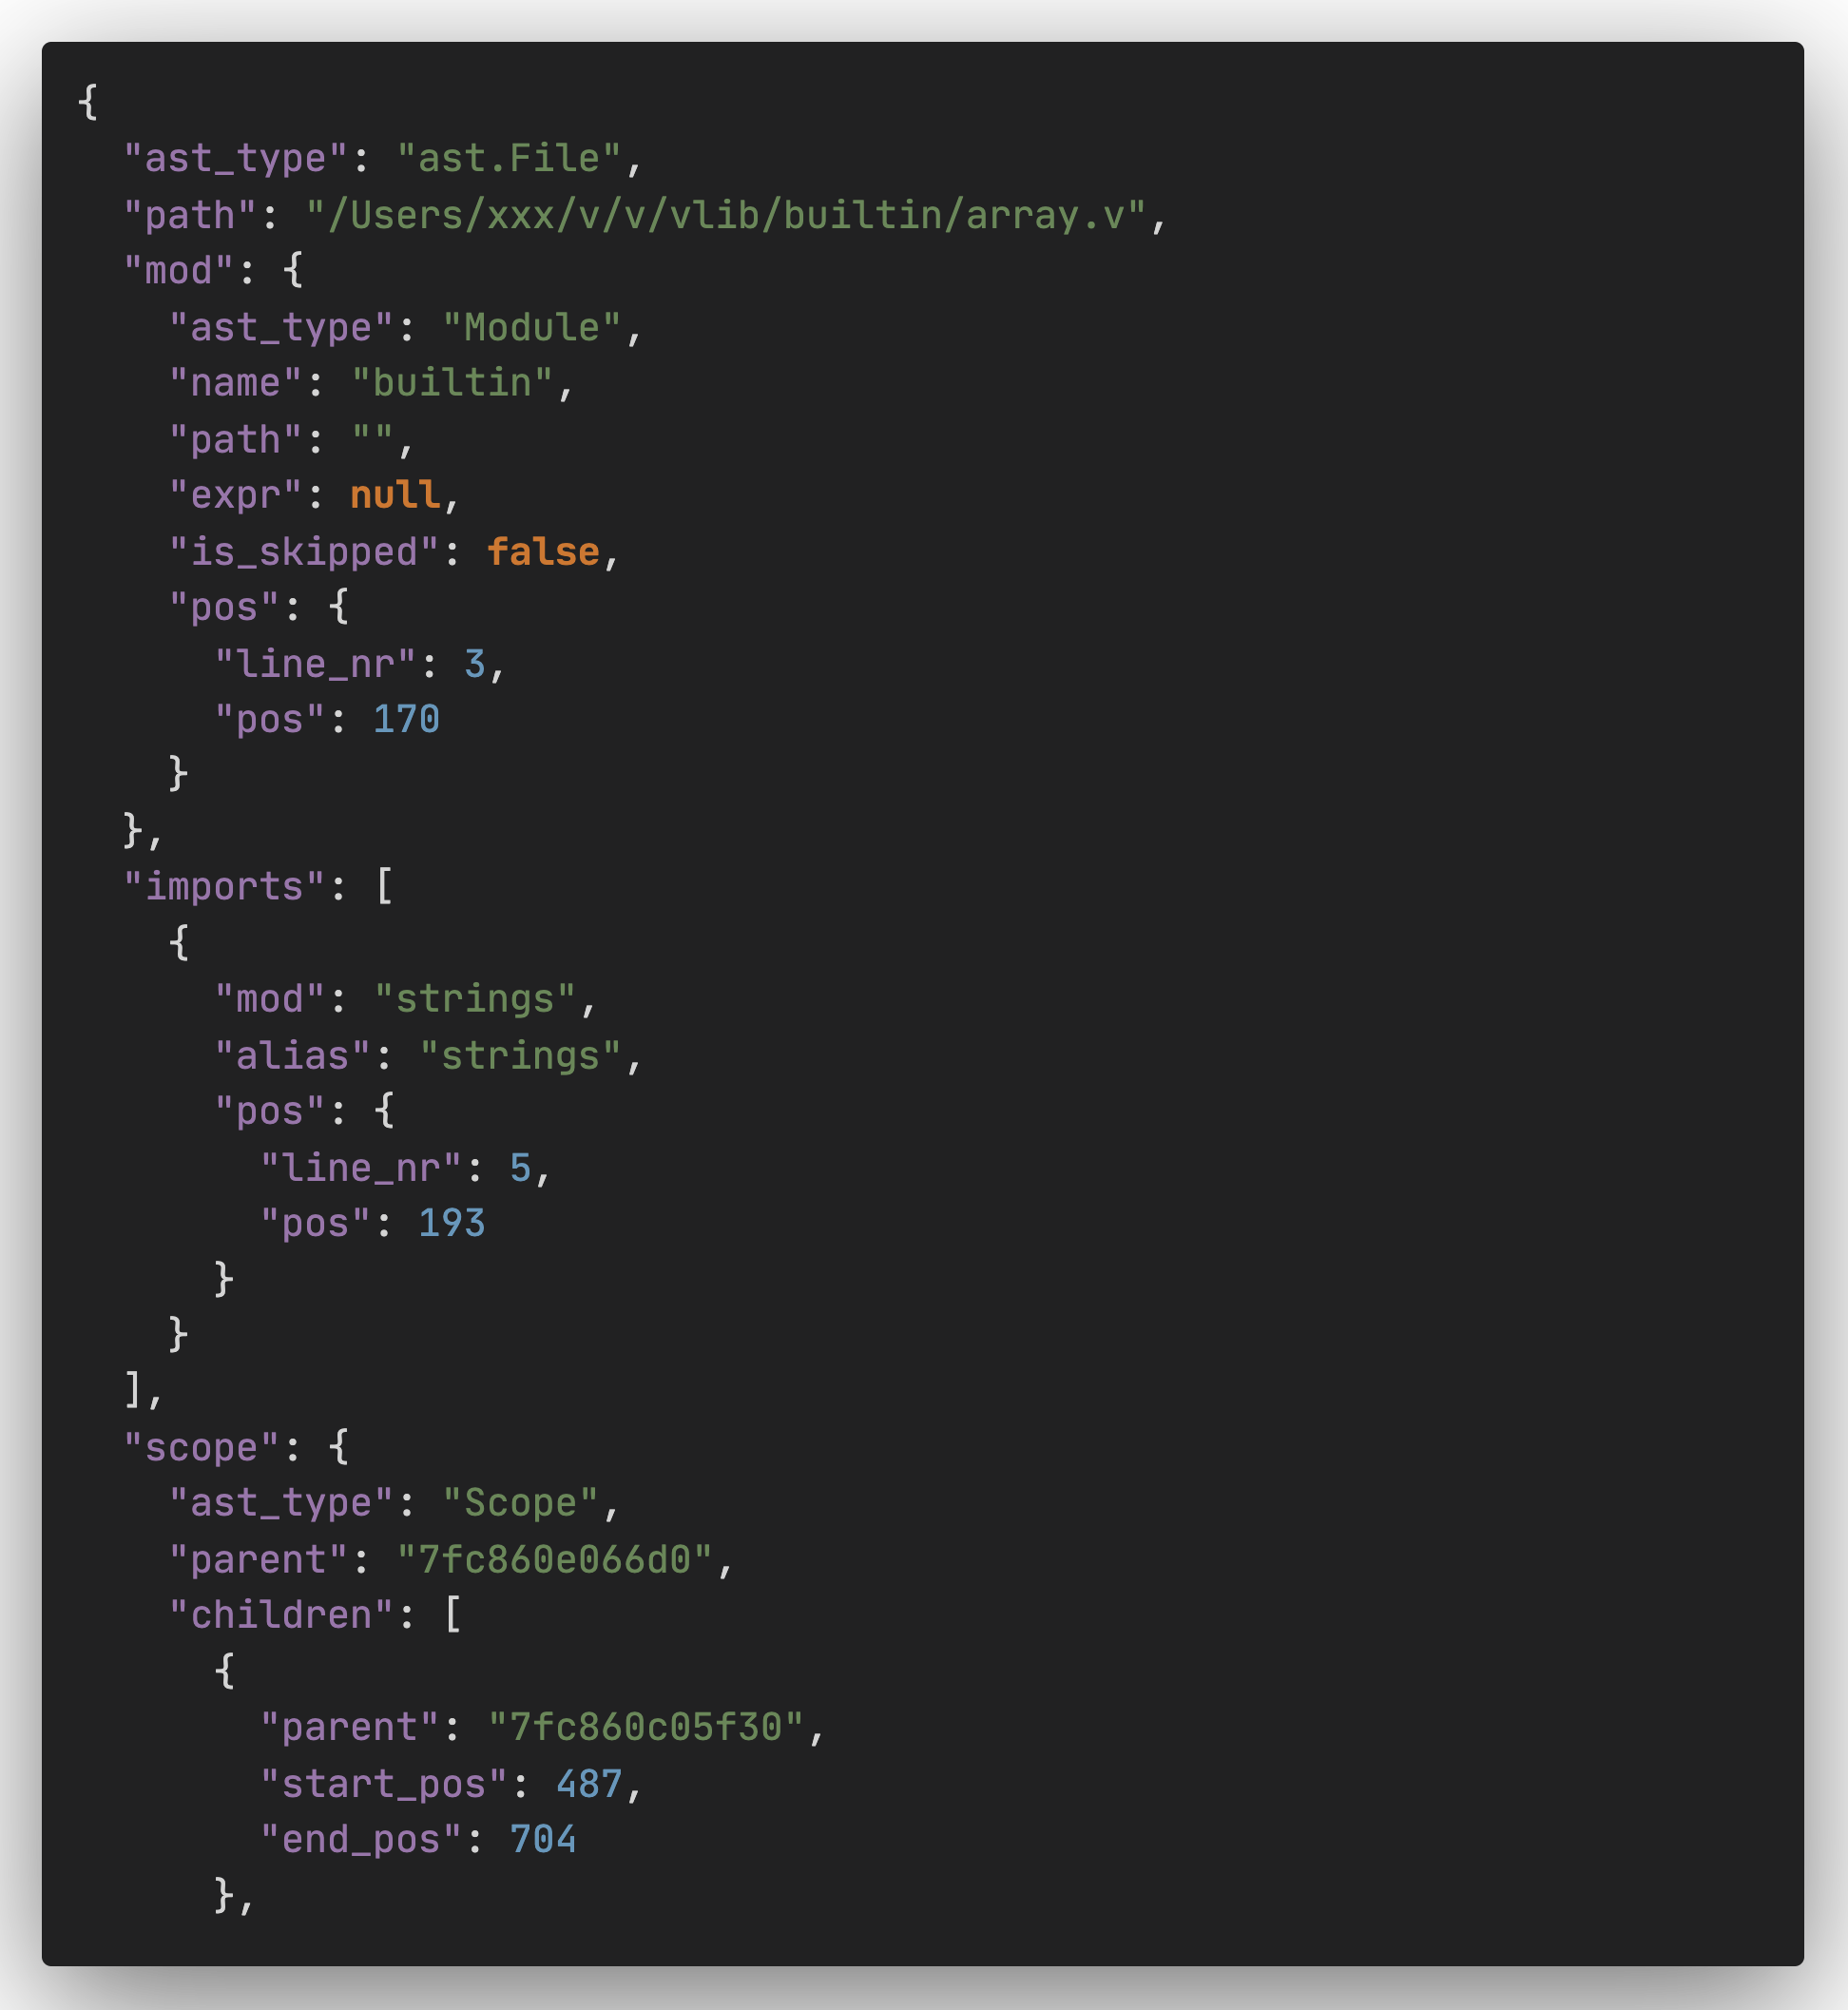 {
  "ast_type": "ast.File",
  "path": "/Users/xxx/v/v/vlib/builtin/array.v",
  "mod": {
    "ast_type": "Module",
    "name": "builtin",
    "path": "",
    "expr": null,
    "is_skipped": false,
    "pos": {
      "line_nr": 3,
      "pos": 170
    }
  },
  "imports": [
    {
      "mod": "strings",
      "alias": "strings",
      "pos": {
        "line_nr": 5,
        "pos": 193
      }
    }
  ],
  "scope": {
    "ast_type": "Scope",
    "parent": "7fc860e066d0",
    "children": [
      {
        "parent": "7fc860c05f30",
        "start_pos": 487,
        "end_pos": 704
      },